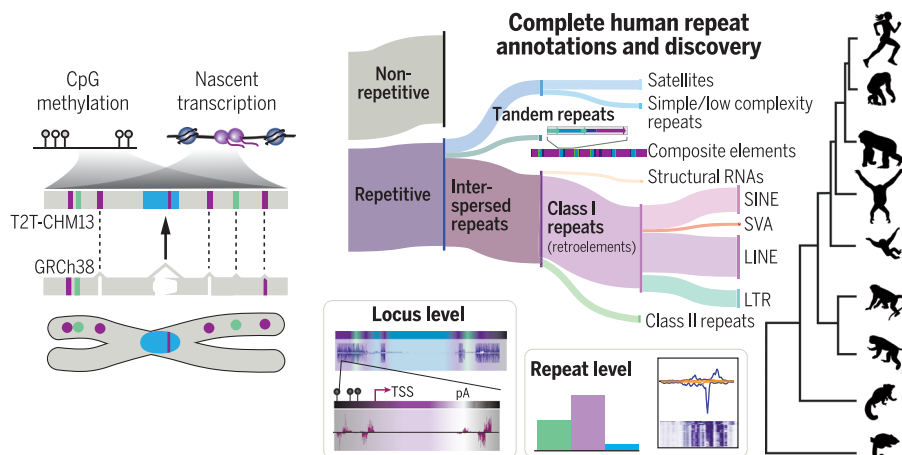 Complete human repeat
annotations and discovery
CpG
methylation
Nascent
transcription
T2T-CHM13
GRCh38
Non-
repetitive
Repetitive
Inter-
spersed
repeats
Tandem repeats
Satellites
Simple/low complexity
repeats
Composite elements
Structural RNAs
Class I
repeats
(retroelements)
SINE
SVA
LINE
LTR
Class II repeats
Locus level
TSS
pA
Repeat level